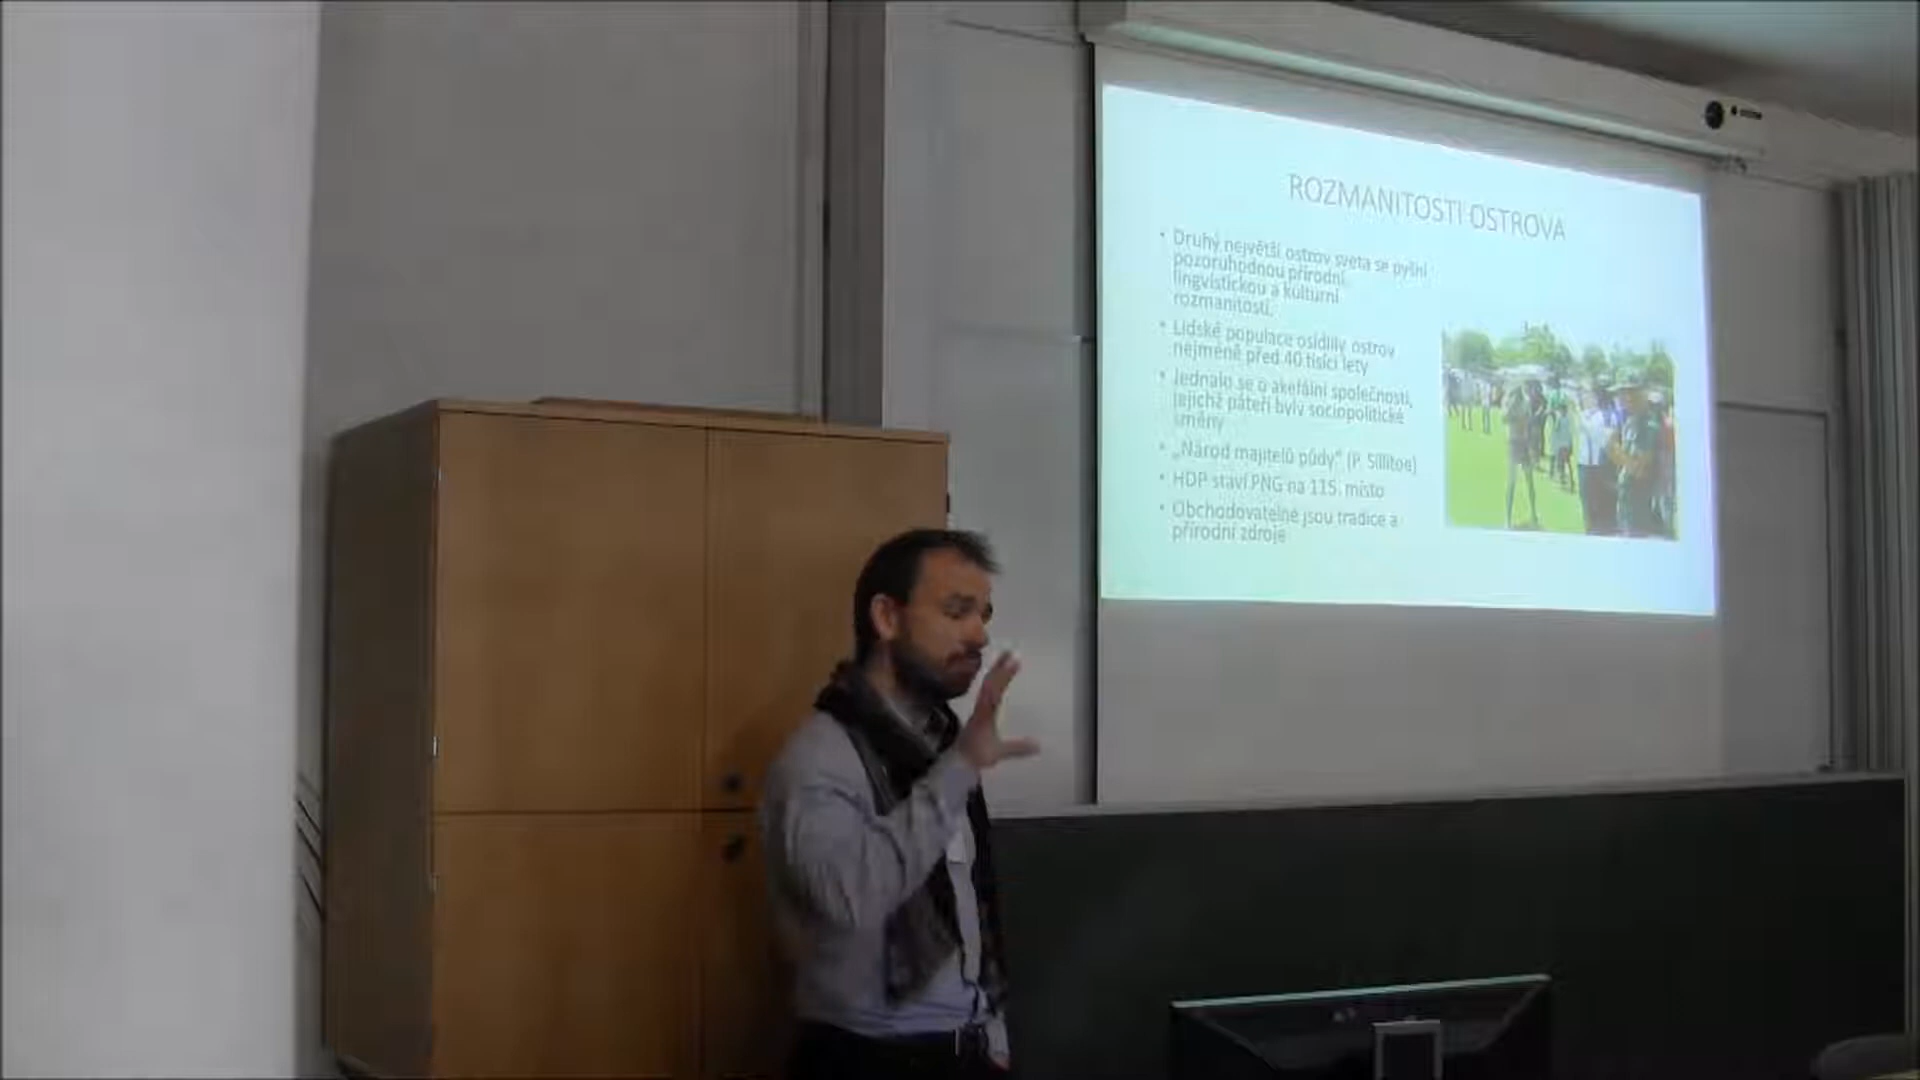 ROZMANITOSTI OSTROVA
• Druhý největší ostrov sveta se pyšní
pozoruhodnou přírodní,
lingvistickou a kulturní
rozmanitostí.
• Lidské populace osídlily ostrov
nejméně před 40 tisíci lety
• Jednalo se o akefální společnosti,
jejichž páteří byly sociopolitické
směny
• „Národ majitelů půdy“ (P. Sillitoe)
• HDP staví PNG na 115. místo
• Obchodovatelné jsou tradice a
přírodní zdroje